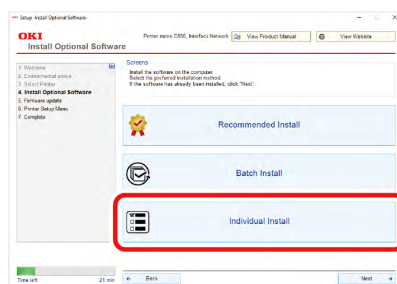 Setup -Install Optional Software-
OKI
Install Optional Software
Printer name C650, Interface Network
View Product Manual
View Website
1. Welcome
2. Environmental advice
3. Select Printer
4. Install Optional Software
5. Firmware update
6. Printer Setup Menu
7. Complete
Screens
Install the software on the computer.
Select the preferred installation method.
If the software has already been installed, click "Next".
Recommended Install
Batch Install
Individual Install
Time left
21 min
Back
Next